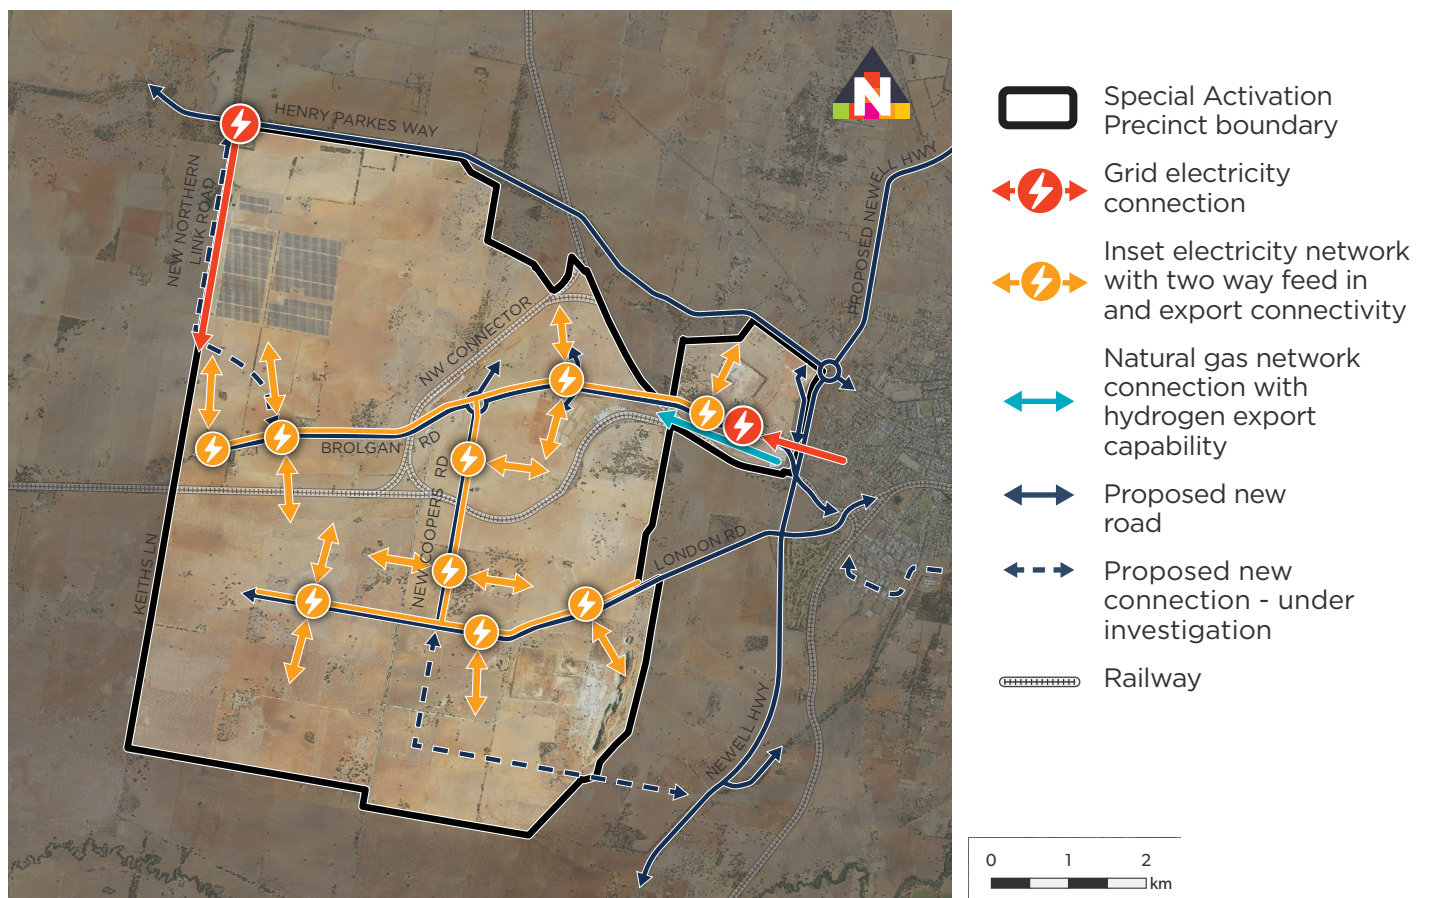 HENRY PARKES WAY
NEW NORTHERN
LINK ROAD
PROPOSED NEWELL HWY
NW CONNECTOR
BROLGAN RD
NEW COOPERS RD
KEITHS LN
LONDON RD
NEWELL HWY
N
Special Activation
Precinct boundary
Grid electricity
connection
Inset electricity network
with two way feed in
and export connectivity
Natural gas network
connection with
hydrogen export
capability
Proposed new
road
Proposed new
connection - under
investigation
Railway
0 1 2
km